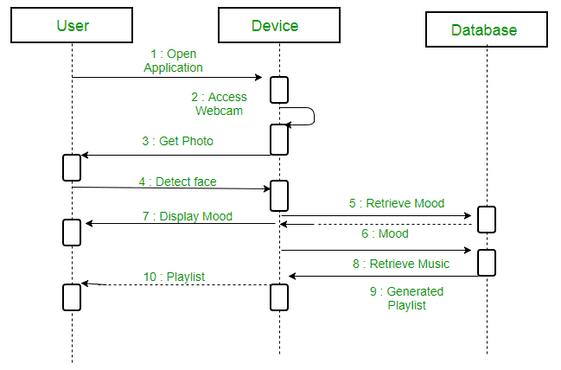 User
Device
Database
1 : Open
Application
2 : Access
Webcam
3 : Get Photo
4 : Detect face
5 : Retrieve Mood
7 : Display Mood
6 : Mood
8 : Retrieve Music
10 : Playlist
9 : Generated
Playlist